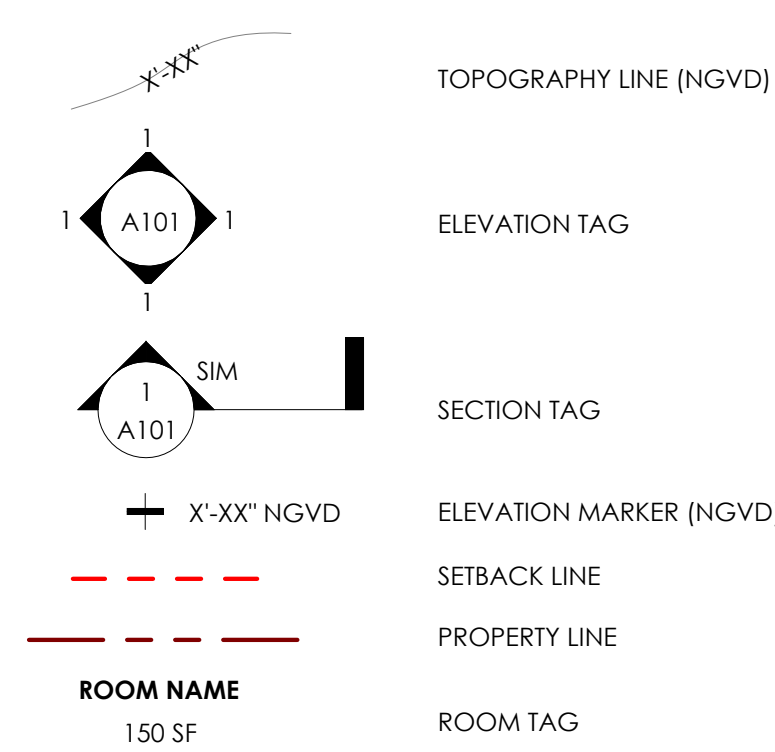 X'-XX"
TOPOGRAPHY LINE (NGVD)
1
1 A101 1
ELEVATION TAG
1
SIM
1
A101
SECTION TAG
X'-XX" NGVD
ELEVATION MARKER (NGVD)
SETBACK LINE
PROPERTY LINE
ROOM NAME
150 SF
ROOM TAG